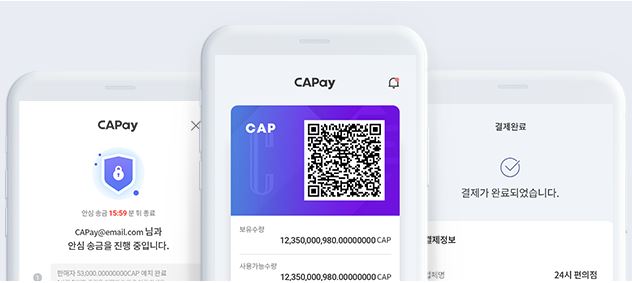 CAPay
안심 송금 15:59 분 뒤 종료
CAPay@email.com 님과
안심 송금을 진행 중입니다.
1
판매자 53,000.00000000CAP 예치 완료
CAPay
CAP
보유수량
12,350,000,980.00000000 CAP
사용가능수량
12,350,000,980.00000000 CAP
결제완료
결제가 완료되었습니다.
결제정보
업체명
24시 편의점